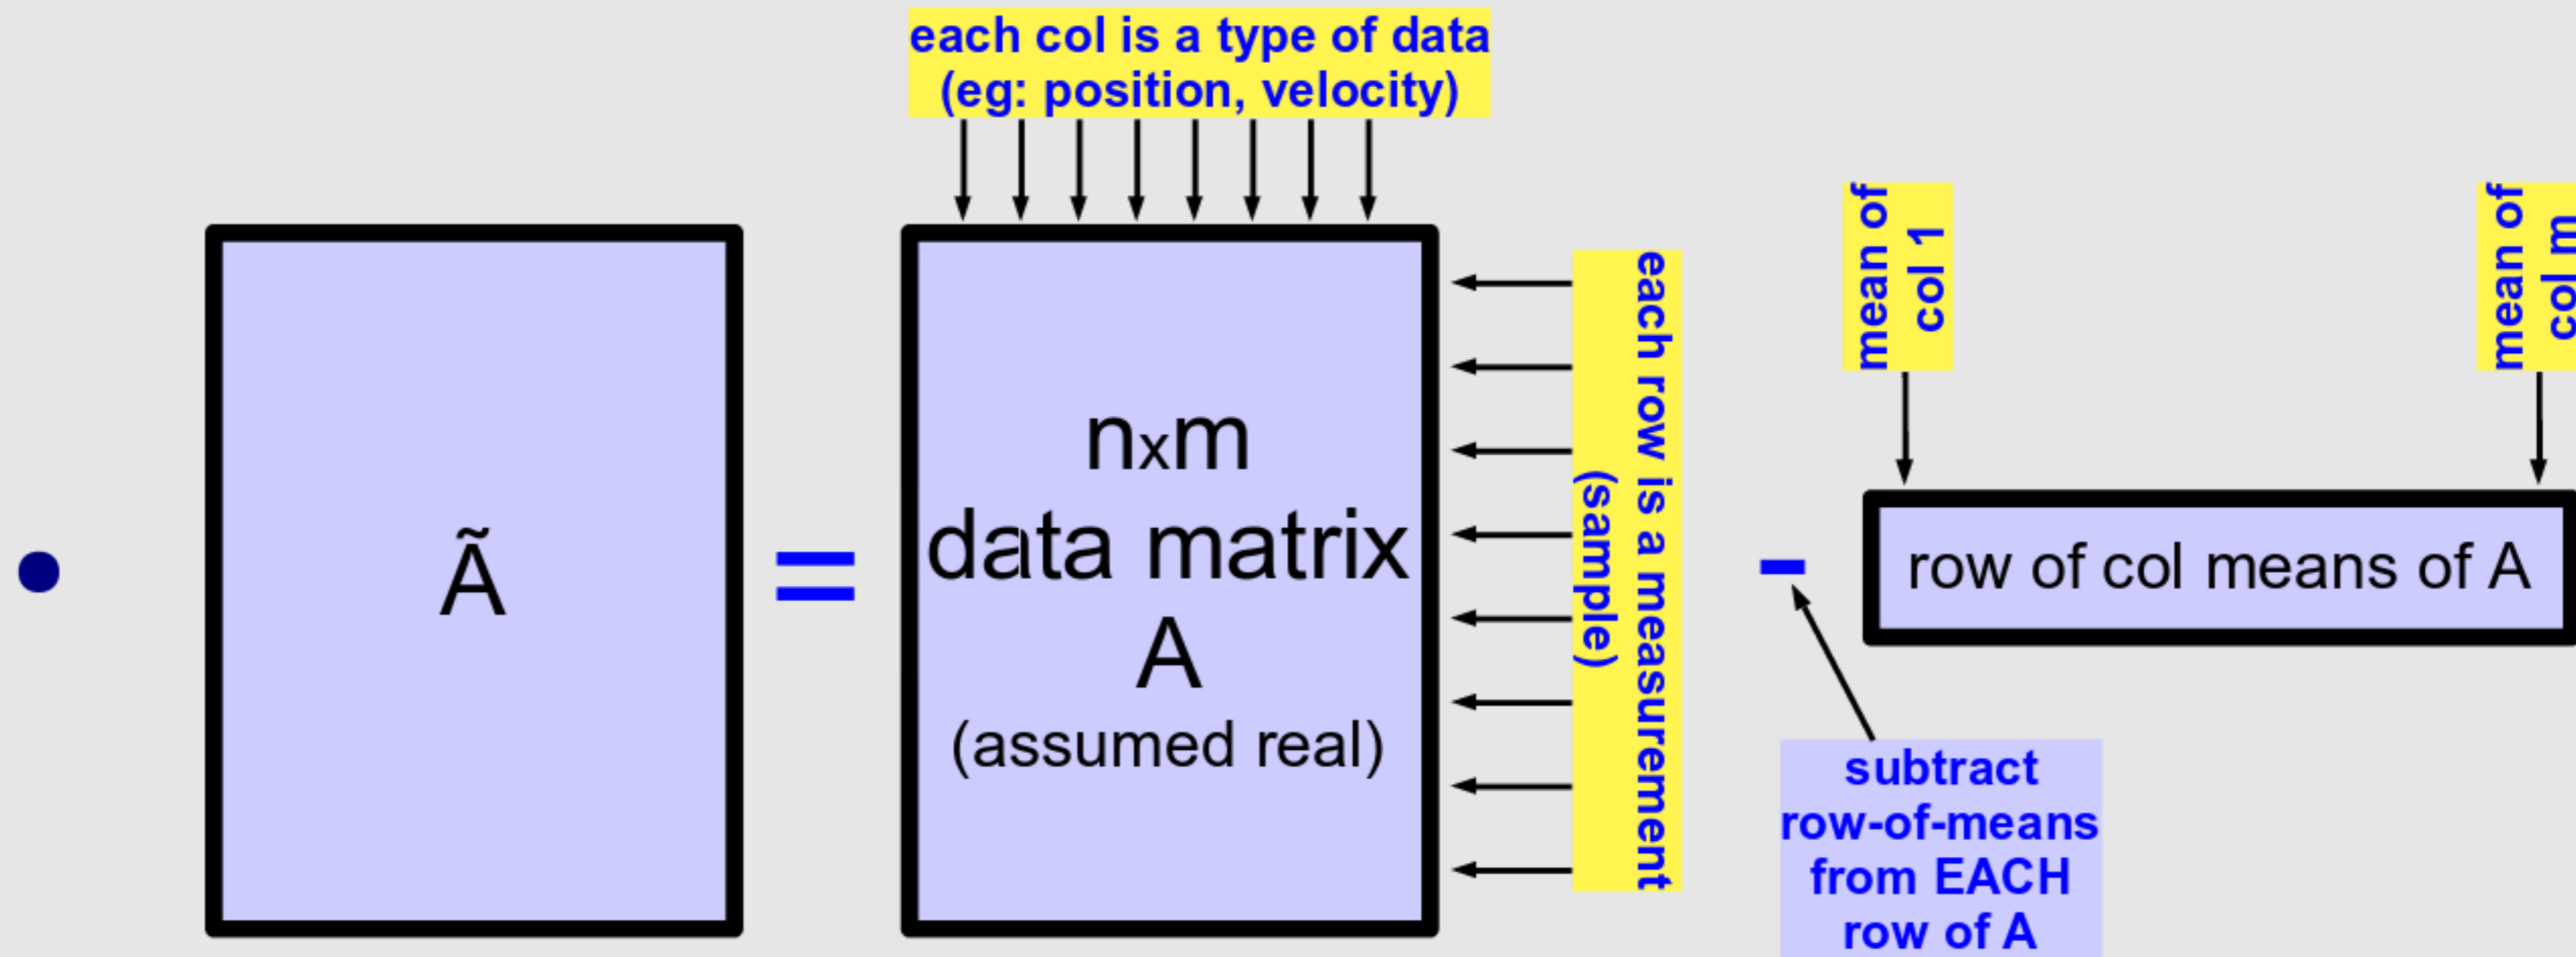 each col is a type of data
(eg: position, velocity)
Ã
=
nxm
data matrix
A
(assumed real)
each row is a measurement
(sample)
-
mean of
col 1
mean of
col m
row of col means of A
subtract
row-of-means
from EACH
row of A